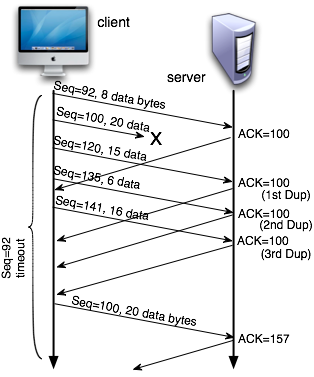 client
server
Seq=92, 8 data bytes
Seq=100, 20 data
X
ACK=100
Seq=120, 15 data
Seq=135, 6 data
ACK=100
(1st Dup)
Seq=141, 16 data
ACK=100
(2nd Dup)
ACK=100
(3rd Dup)
Seq=92
timeout
Seq=100, 20 data bytes
ACK=157